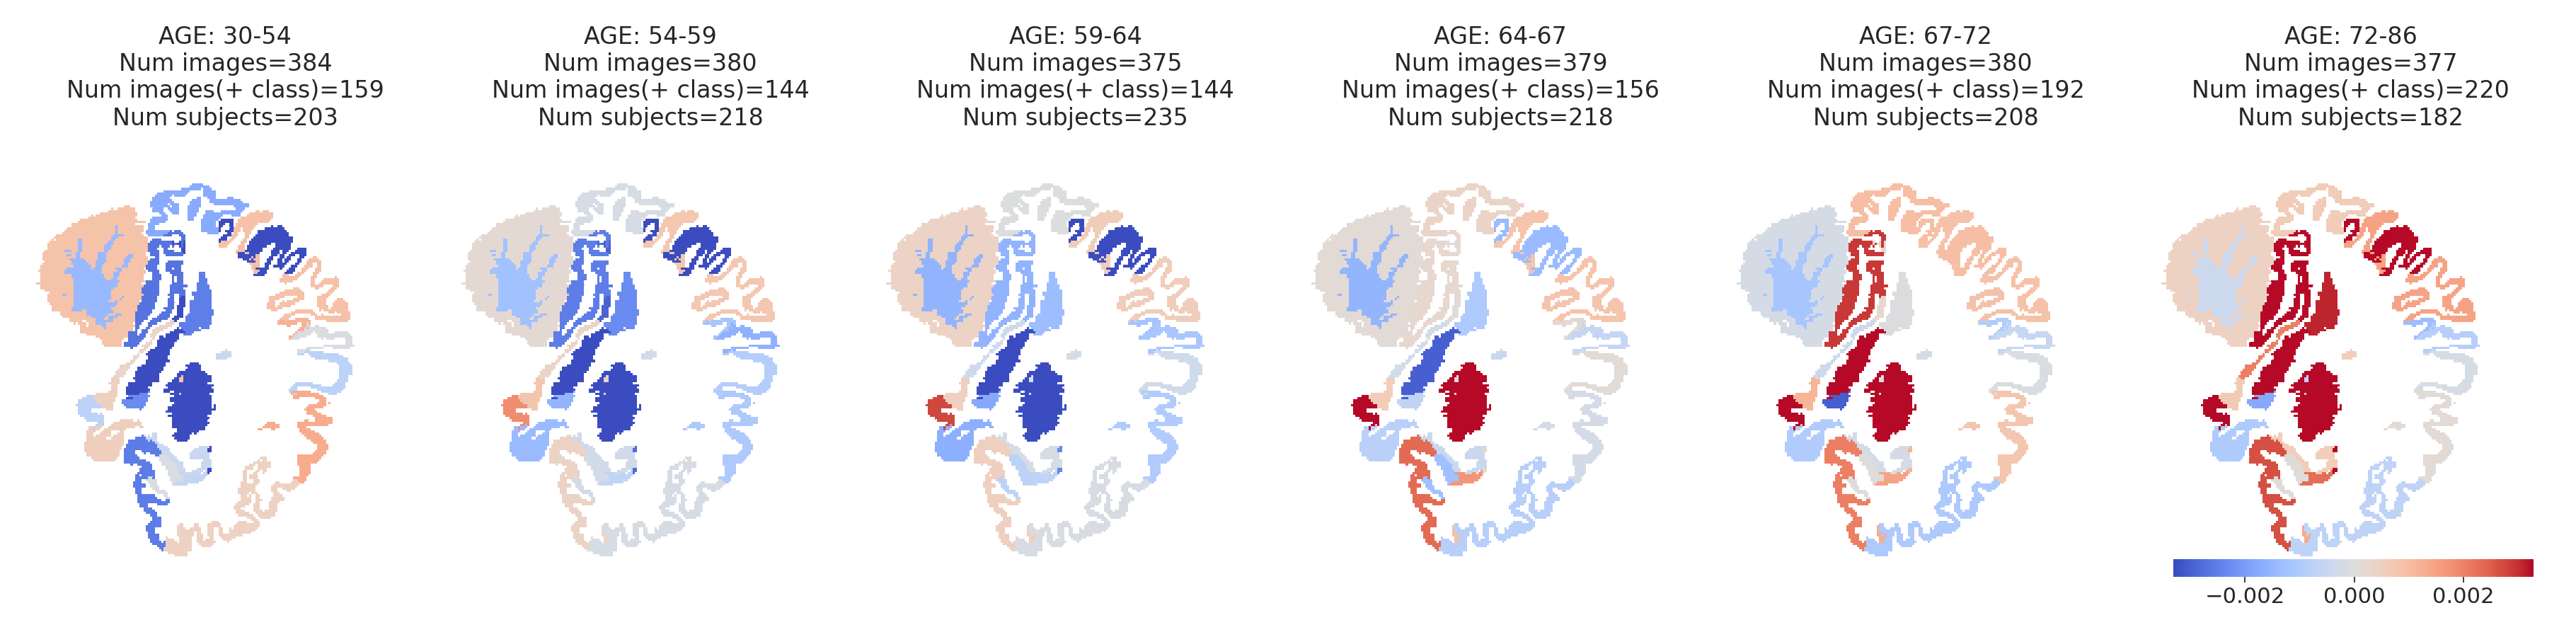 AGE: 30-54
Num images=384
Num images(+ class)=159
Num subjects=203
AGE: 54-59
Num images=380
Num images(+ class)=144
Num subjects=218
AGE: 59-64
Num images=375
Num images(+ class)=144
Num subjects=235
AGE: 64-67
Num images=379
Num images(+ class)=156
Num subjects=218
AGE: 67-72
Num images=380
Num images(+ class)=192
Num subjects=208
AGE: 72-86
Num images=377
Num images(+ class)=220
Num subjects=182
−0.002 0.000 0.002